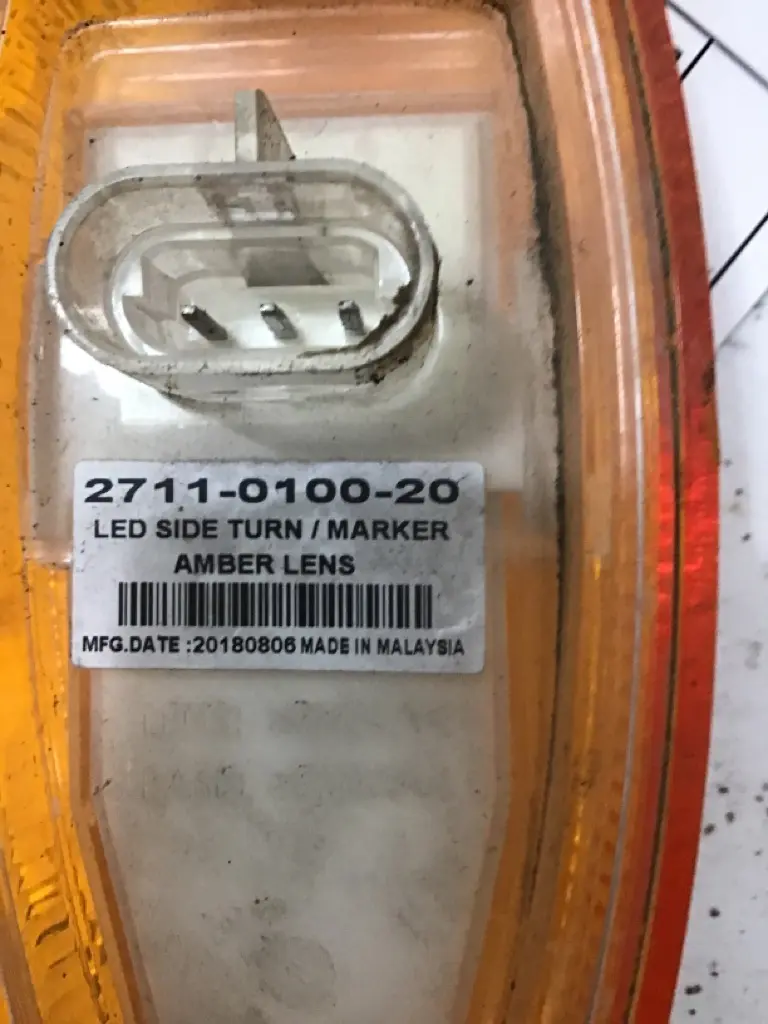 2711-0100-20
LED SIDE TURN / MARKER
AMBER LENS
MFG.DATE :20180806 MADE IN MALAYSIA